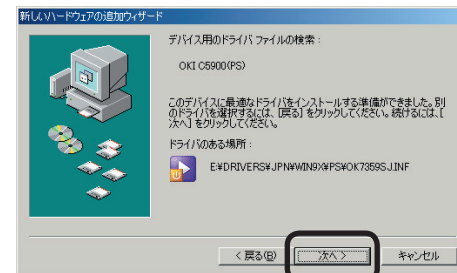 新しいハードウェアの追加ウィザード
デバイス用のドライバ ファイルの検索 :
OKI C5900(PS)
このデバイスに最適なドライバをインストールする準備ができました。別
のドライバを選択するには、[戻る] をクリックしてください。続けるには、[
次へ] をクリックしてください。
ドライバのある場所 :
E:¥DRIVERS¥JPN¥WIN9X¥PS¥OK7359SJ.INF
< 戻る(B)
次へ >
キャンセル